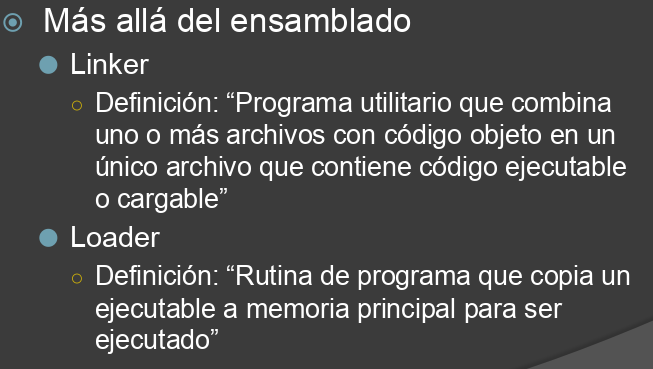 Más allá del ensamblado
Linker
Definición: “Programa utilitario que combina
uno o más archivos con código objeto en un
único archivo que contiene código ejecutable
o cargable”
Loader
Definición: “Rutina de programa que copia un
ejecutable a memoria principal para ser
ejecutado”